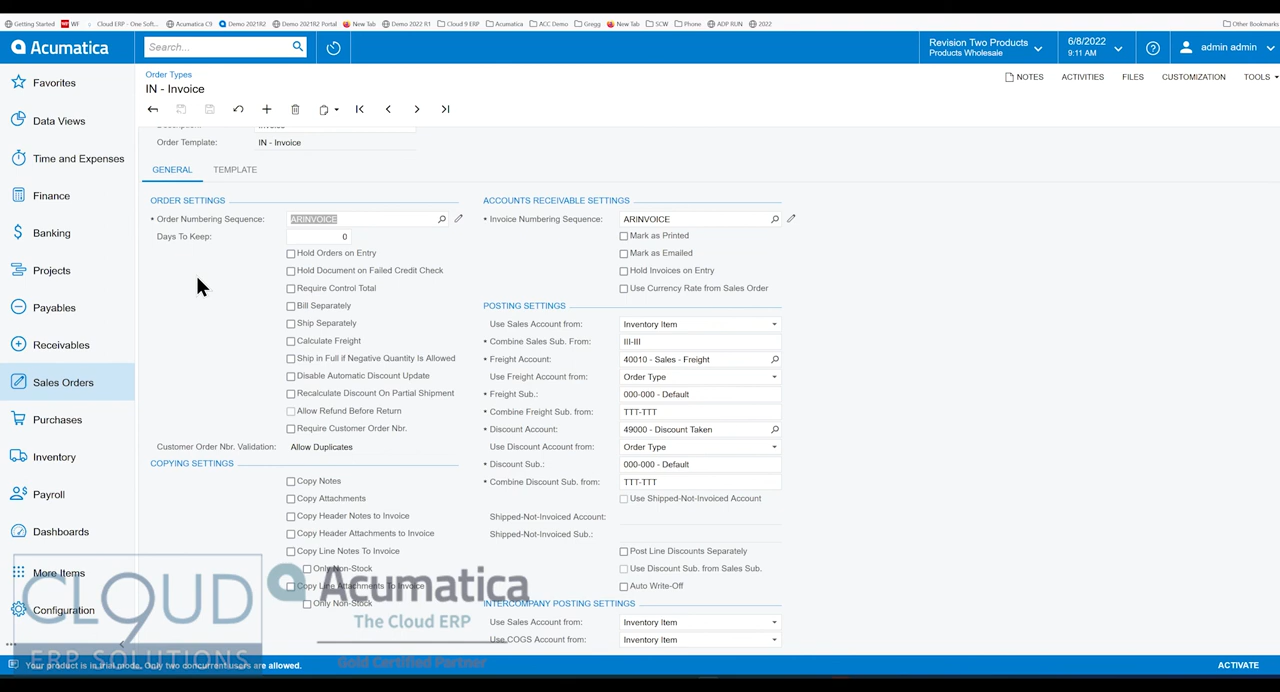 Getting Started
WF
Cloud ERP - One Soft...
Acumatica C9
Demo 2021R2
Demo 2021R2 Portal
New Tab
Demo 2022 R1
Cloud 9 ERP
Acumatica
ACC Demo
Gregg
New Tab
SCW
Phone
ADP RUN
2022
Other Bookmarks
Acumatica
Search...
Revision Two Products
Products Wholesale
6/8/2022
9:11 AM
admin admin
Favorites
Data Views
Time and Expenses
Finance
Banking
Projects
Payables
Receivables
Sales Orders
Purchases
Inventory
Payroll
Dashboards
More Items
Configuration
Order Types
IN - Invoice
NOTES
ACTIVITIES
FILES
CUSTOMIZATION
TOOLS
Order Template: IN - Invoice
GENERAL
TEMPLATE
ORDER SETTINGS
Order Numbering Sequence: ARINVOICE
Days To Keep: 0
Hold Orders on Entry
Hold Document on Failed Credit Check
Require Control Total
Bill Separately
Ship Separately
Calculate Freight
Ship in Full if Negative Quantity Is Allowed
Disable Automatic Discount Update
Recalculate Discount On Partial Shipment
Allow Refund Before Return
Require Customer Order Nbr.
Customer Order Nbr. Validation: Allow Duplicates
COPYING SETTINGS
Copy Notes
Copy Attachments
Copy Header Notes to Invoice
Copy Header Attachments to Invoice
Copy Line Notes To Invoice
Only Non-Stock
Copy Line Attachments To Invoice
Only Non-Stock
ACCOUNTS RECEIVABLE SETTINGS
Invoice Numbering Sequence: ARINVOICE
Mark as Printed
Mark as Emailed
Hold Invoices on Entry
Use Currency Rate from Sales Order
POSTING SETTINGS
Use Sales Account from: Inventory Item
Combine Sales Sub. From: III-III
Freight Account: 40010 - Sales - Freight
Use Freight Account from: Order Type
Freight Sub.: 000-000 - Default
Combine Freight Sub. from: TTT-TTT
Discount Account: 49000 - Discount Taken
Use Discount Account from: Order Type
Discount Sub.: 000-000 - Default
Combine Discount Sub. from: TTT-TTT
Use Shipped-Not-Invoiced Account
Shipped-Not-Invoiced Account:
Shipped-Not-Invoiced Sub.:
Post Line Discounts Separately
Use Discount Sub. from Sales Sub.
Auto Write-Off
INTERCOMPANY POSTING SETTINGS
Use Sales Account from: Inventory Item
Use COGS Account from: Inventory Item
CLOUD
ERP SOLUTIONS
Acumatica
The Cloud ERP
Gold Certified Partner
Your product is in trial mode. Only two concurrent users are allowed.
ACTIVATE